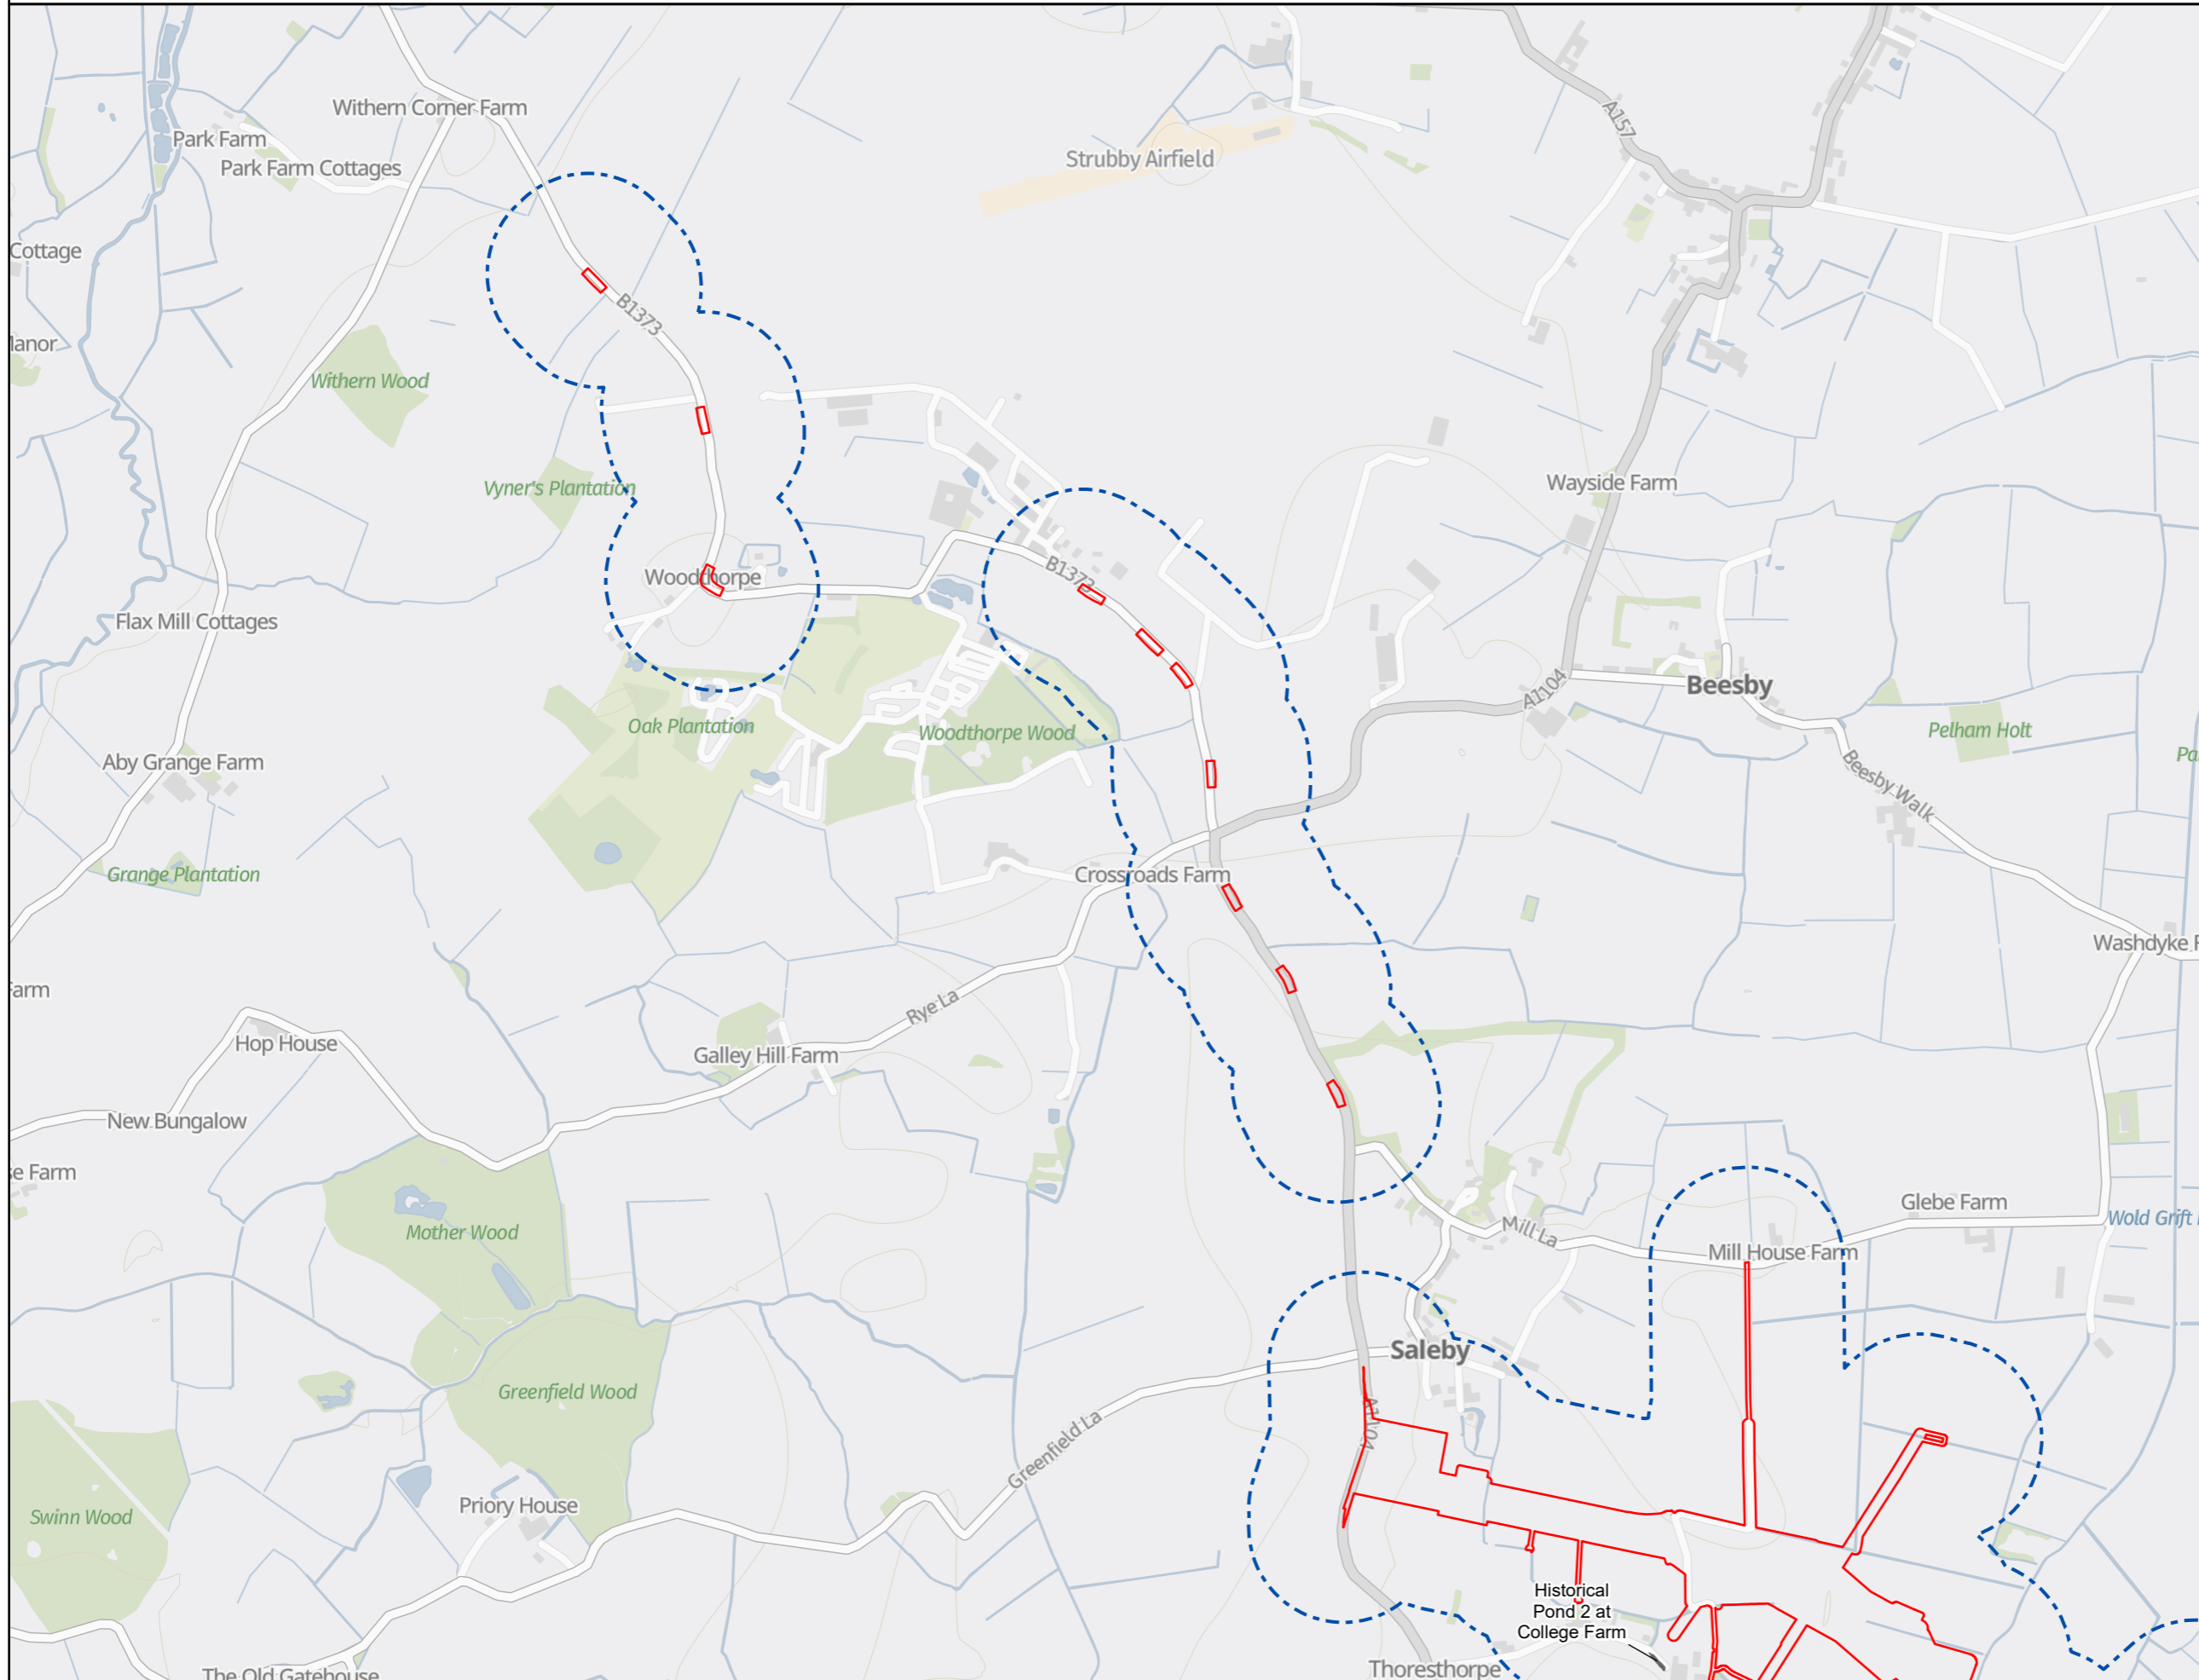 Withern Corner Farm
A157
Park Farm
Strubby Airfield
Park Farm Cottages
Cottage
B1373
Withern Wood
Wayside Farm
Vyner's Plantation
B1373
Woodthorpe
Flax Mill Cottages
A1104
Beesby
Oak Plantation
Woodthorpe Wood
Pelham Holt
Aby Grange Farm
Beesby Walk
Grange Plantation
Crossroads Farm
Washdyke
Rye La
Hop House
Galley Hill Farm
New Bungalow
Farm
Glebe Farm
Mother Wood
Mill La
Wold Grift
Mill House Farm
Saleby
Greenfield Wood
A1104
Greenfield La
Priory House
Swinn Wood
Historical
Pond 2 at
College Farm
Thoresthorpe
The Old Gatehouse